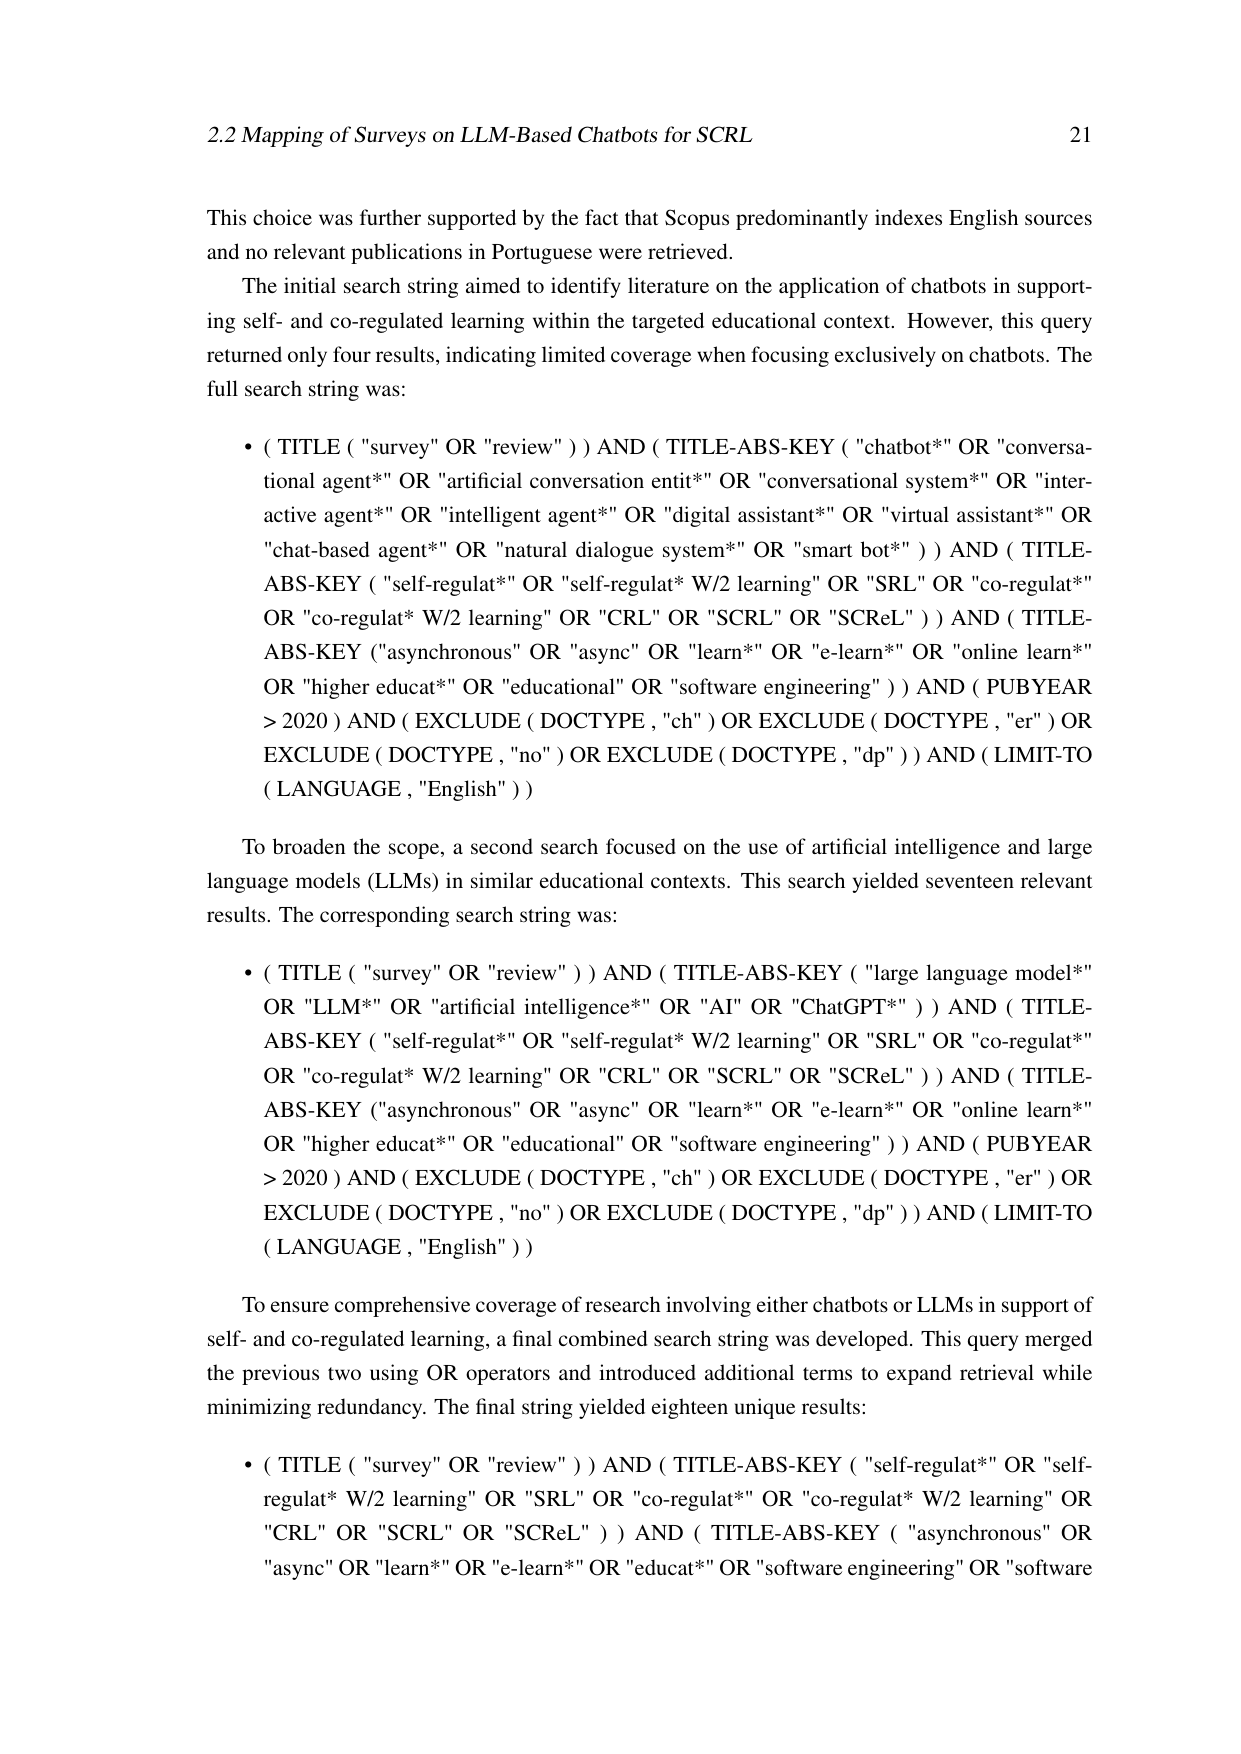 2.2 Mapping of Surveys on LLM-Based Chatbots for SCRL 21
This choice was further supported by the fact that Scopus predominantly indexes English sources
and no relevant publications in Portuguese were retrieved.
The initial search string aimed to identify literature on the application of chatbots in support-
ing self- and co-regulated learning within the targeted educational context. However, this query
returned only four results, indicating limited coverage when focusing exclusively on chatbots. The
full search string was:
• ( TITLE ( "survey" OR "review" ) ) AND ( TITLE-ABS-KEY ( "chatbot*" OR "conversa-
tional agent*" OR "artificial conversation entit*" OR "conversational system*" OR "inter-
active agent*" OR "intelligent agent*" OR "digital assistant*" OR "virtual assistant*" OR
"chat-based agent*" OR "natural dialogue system*" OR "smart bot*" ) ) AND ( TITLE-
ABS-KEY ( "self-regulat*" OR "self-regulat* W/2 learning" OR "SRL" OR "co-regulat*"
OR "co-regulat* W/2 learning" OR "CRL" OR "SCRL" OR "SCReL" ) ) AND ( TITLE-
ABS-KEY ("asynchronous" OR "async" OR "learn*" OR "e-learn*" OR "online learn*"
OR "higher educat*" OR "educational" OR "software engineering" ) ) AND ( PUBYEAR
> 2020 ) AND ( EXCLUDE ( DOCTYPE , "ch" ) OR EXCLUDE ( DOCTYPE , "er" ) OR
EXCLUDE ( DOCTYPE , "no" ) OR EXCLUDE ( DOCTYPE , "dp" ) ) AND ( LIMIT-TO
( LANGUAGE , "English" ) )
To broaden the scope, a second search focused on the use of artificial intelligence and large
language models (LLMs) in similar educational contexts. This search yielded seventeen relevant
results. The corresponding search string was:
• ( TITLE ( "survey" OR "review" ) ) AND ( TITLE-ABS-KEY ( "large language model*"
OR "LLM*" OR "artificial intelligence*" OR "AI" OR "ChatGPT*" ) ) AND ( TITLE-
ABS-KEY ( "self-regulat*" OR "self-regulat* W/2 learning" OR "SRL" OR "co-regulat*"
OR "co-regulat* W/2 learning" OR "CRL" OR "SCRL" OR "SCReL" ) ) AND ( TITLE-
ABS-KEY ("asynchronous" OR "async" OR "learn*" OR "e-learn*" OR "online learn*"
OR "higher educat*" OR "educational" OR "software engineering" ) ) AND ( PUBYEAR
> 2020 ) AND ( EXCLUDE ( DOCTYPE , "ch" ) OR EXCLUDE ( DOCTYPE , "er" ) OR
EXCLUDE ( DOCTYPE , "no" ) OR EXCLUDE ( DOCTYPE , "dp" ) ) AND ( LIMIT-TO
( LANGUAGE , "English" ) )
To ensure comprehensive coverage of research involving either chatbots or LLMs in support of
self- and co-regulated learning, a final combined search string was developed. This query merged
the previous two using OR operators and introduced additional terms to expand retrieval while
minimizing redundancy. The final string yielded eighteen unique results:
• ( TITLE ( "survey" OR "review" ) ) AND ( TITLE-ABS-KEY ( "self-regulat*" OR "self-
regulat* W/2 learning" OR "SRL" OR "co-regulat*" OR "co-regulat* W/2 learning" OR
"CRL" OR "SCRL" OR "SCReL" ) ) AND ( TITLE-ABS-KEY ( "asynchronous" OR
"async" OR "learn*" OR "e-learn*" OR "educat*" OR "software engineering" OR "software